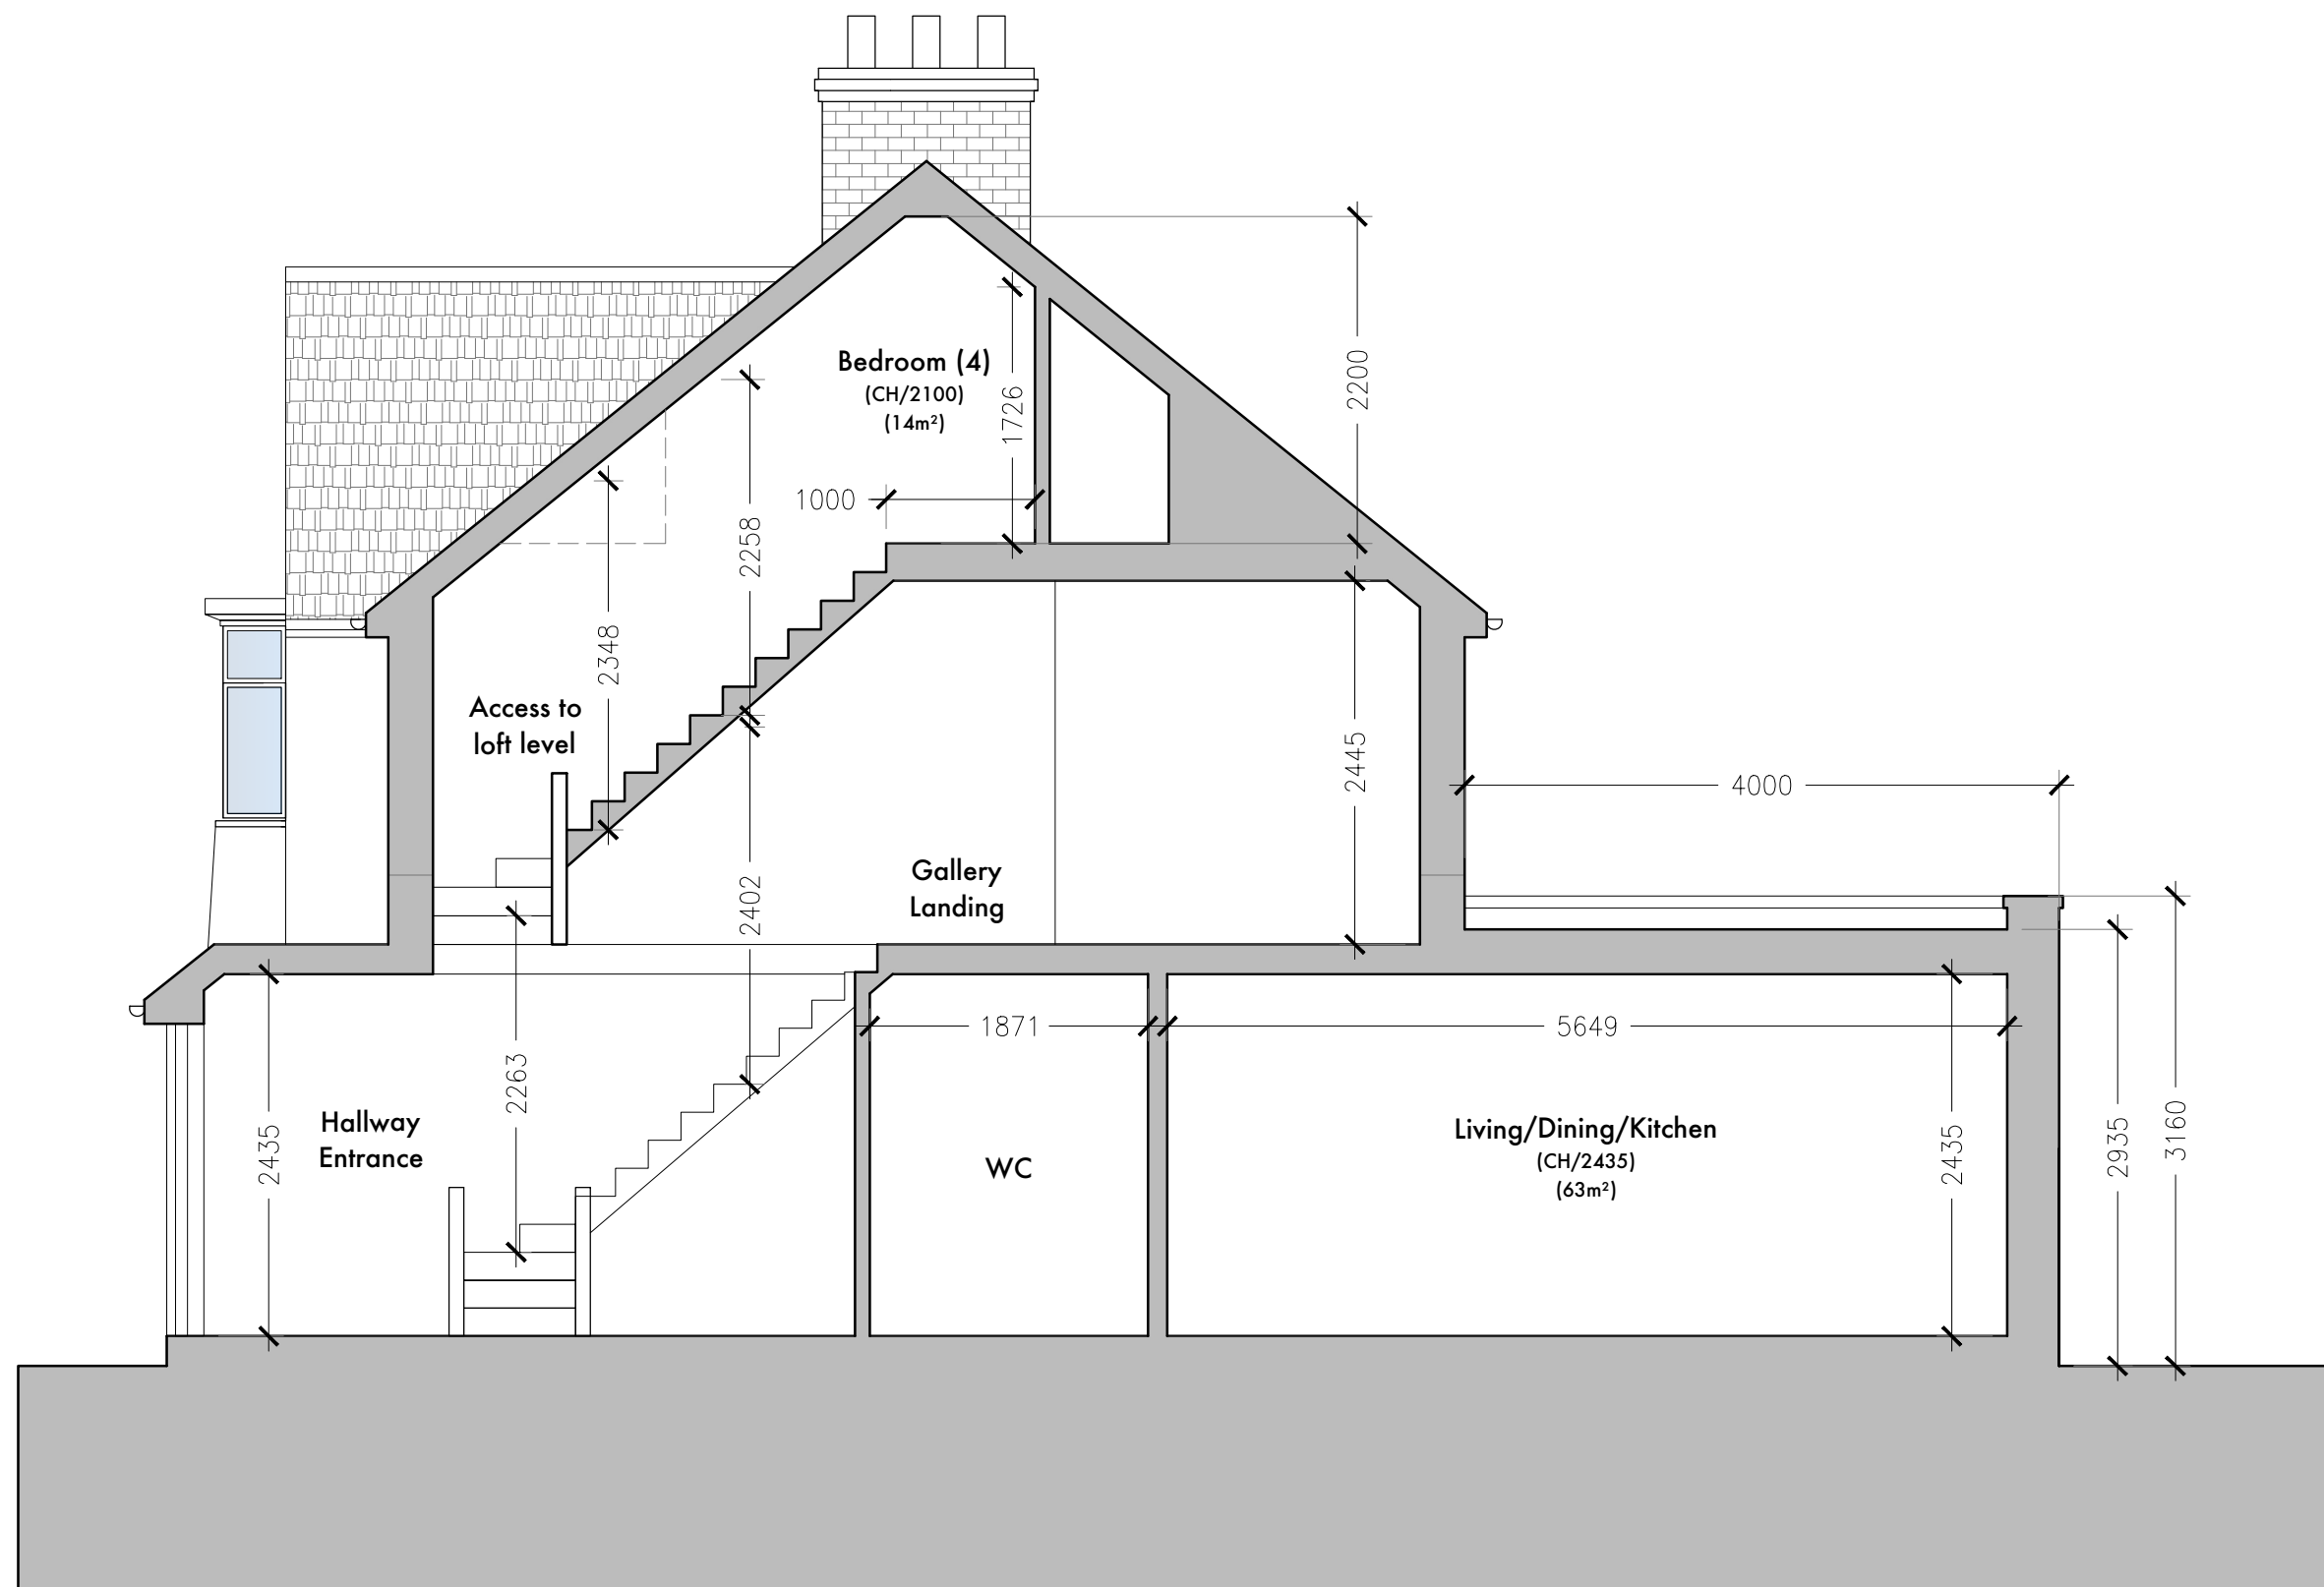 Bedroom (4)
(CH/2100)
(14m²)
1726
2200
1000
2258
2348
Access to
loft level
2445
4000
Gallery
Landing
2402
2263
1871
5649
Hallway
Entrance
2435
WC
Living/Dining/Kitchen
(CH/2435)
(63m²)
2435
2935
3160